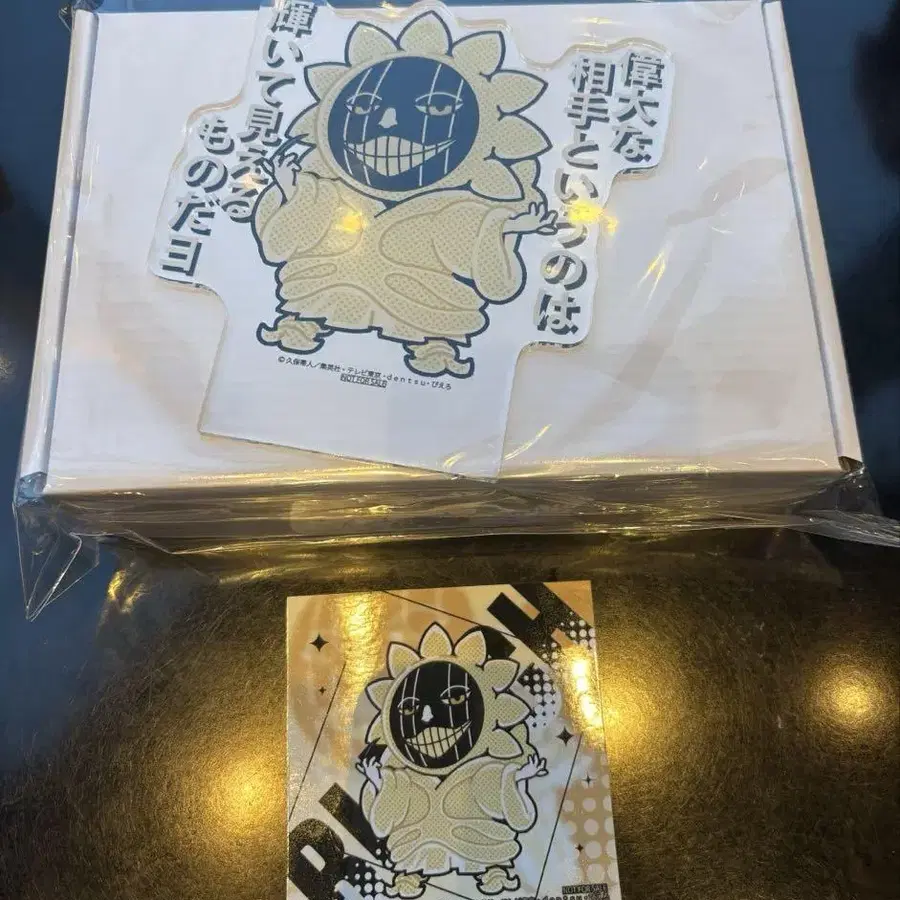 偉大な
相手というのは
輝いて見える
ものだヨ
©久保帯人/集英社・テレビ東京・dentsu・ぴえろ
NOT FOR SALE
NOT FOR SALE